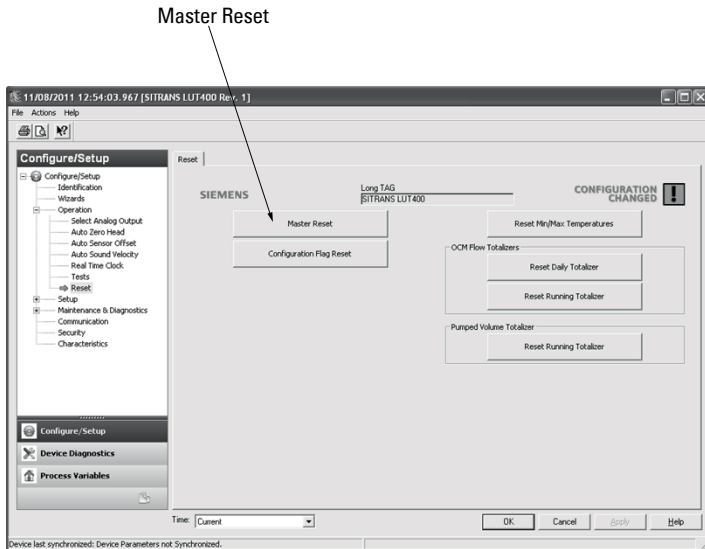 Master Reset
11/08/2011 12:54:03.967 [SITRANS LUT400 Rev. 1]
File Actions Help
Configure/Setup
Configure/Setup
Identification
Wizards
Operation
Select Analog Output
Auto Zero Head
Auto Sensor Offset
Auto Sound Velocity
Real Time Clock
Tests
Reset
Setup
Maintenance & Diagnostics
Communication
Security
Characteristics
Configure/Setup
Device Diagnostics
Process Variables
Reset
SIEMENS
Long TAG
SITRANS LUT400
CONFIGURATION
CHANGED
Master Reset
Configuration Flag Reset
Reset Min/Max Temperatures
OCM Flow Totalizers
Reset Daily Totalizer
Reset Running Totalizer
Pumped Volume Totalizer
Reset Running Totalizer
Time: Current
OK Cancel Apply Help
Device last synchronized: Device Parameters not Synchronized.